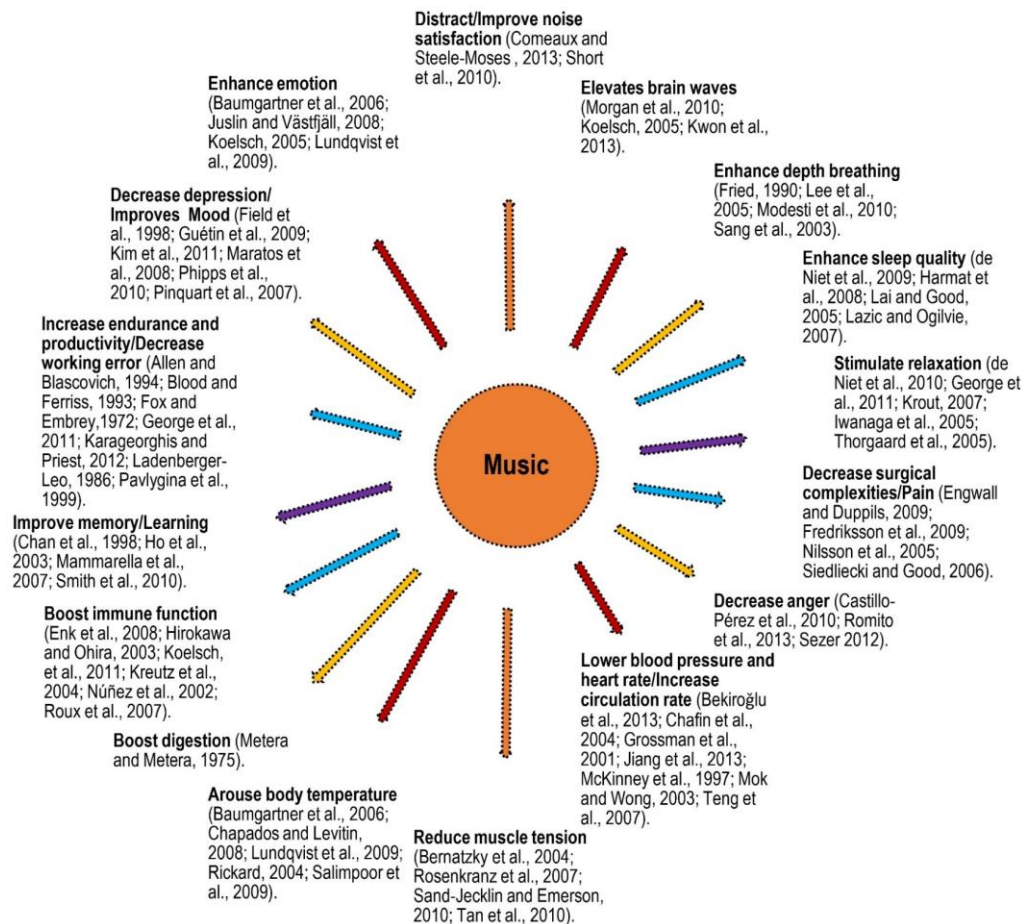 Distract/Improve noise
satisfaction (Comeaux and
Steele-Moses , 2013; Short
et al., 2010).
Elevates brain waves
(Morgan et al., 2010;
Koelsch, 2005; Kwon et al.,
2013).
Enhance depth breathing
(Fried, 1990; Lee et al.,
2005; Modesti et al., 2010;
Sang et al., 2003).
Enhance sleep quality (de
Niet et al., 2009; Harmat et
al., 2008; Lai and Good,
2005; Lazic and Ogilvie,
2007).
Stimulate relaxation (de
Niet et al., 2010; George et
al., 2011; Krout, 2007;
Iwanaga et al., 2005;
Thorgaard et al., 2005).
Decrease surgical
complexities/Pain (Engwall
and Duppils, 2009;
Fredriksson et al., 2009;
Nilsson et al., 2005;
Siedliecki and Good, 2006).
Decrease anger (Castillo-
Pérez et al., 2010; Romito
et al., 2013; Sezer 2012).
Lower blood pressure and
heart rate/Increase
circulation rate (Bekiroğlu
et al., 2013; Chafin et al.,
2004; Grossman et al.,
2001; Jiang et al., 2013;
McKinney et al., 1997; Mok
and Wong, 2003; Teng et
al., 2007).
Reduce muscle tension
(Bernatzky et al., 2004;
Rosenkranz et al., 2007;
Sand-Jecklin and Emerson,
2010; Tan et al., 2010).
Arouse body temperature
(Baumgartner et al., 2006;
Chapados and Levitin,
2008; Lundqvist et al., 2009;
Rickard, 2004; Salimpoor et
al., 2009).
Boost digestion (Metera
and Metera, 1975).
Boost immune function
(Enk et al., 2008; Hirokawa
and Ohira, 2003; Koelsch,
et al., 2011; Kreutz et al.,
2004; Núñez et al., 2002;
Roux et al., 2007).
Improve memory/Learning
(Chan et al., 1998; Ho et al.,
2003; Mammarella et al.,
2007; Smith et al., 2010).
Increase endurance and
productivity/Decrease
working error (Allen and
Blascovich, 1994; Blood and
Ferriss, 1993; Fox and
Embrey,1972; George et al.,
2011; Karageorghis and
Priest, 2012; Ladenberger-
Leo, 1986; Pavlygina et al.,
1999).
Decrease depression/
Improves Mood (Field et
al., 1998; Guétin et al., 2009;
Kim et al., 2011; Maratos et
al., 2008; Phipps et al.,
2010; Pinquart et al., 2007).
Enhance emotion
(Baumgartner et al., 2006;
Juslin and Västfjäll, 2008;
Koelsch, 2005; Lundqvist et
al., 2009).
Music